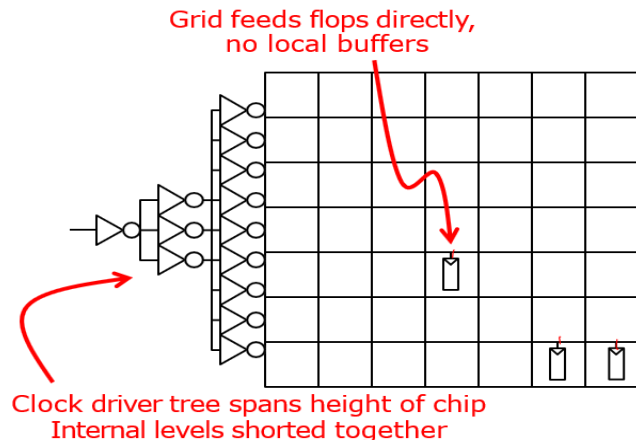 Grid feeds flops directly,
no local buffers
Clock driver tree spans height of chip
Internal levels shorted together